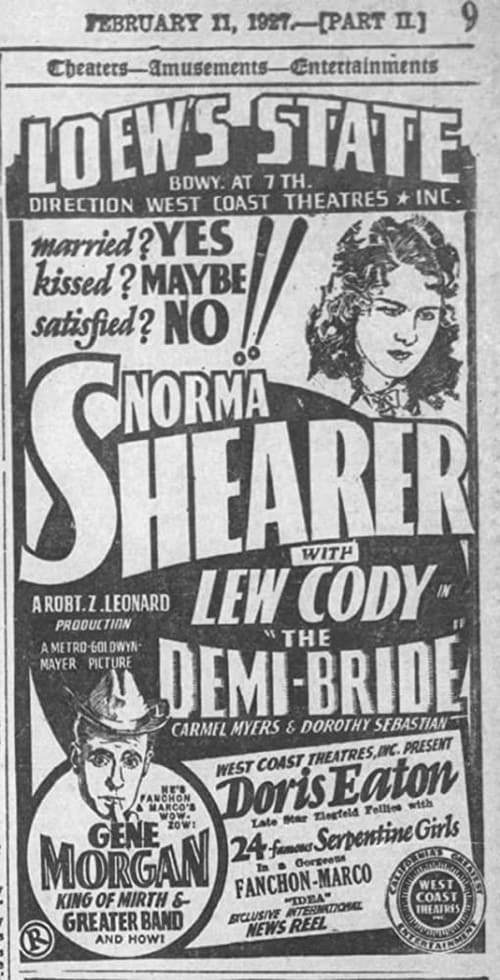 FEBRUARY 11, 1927.—[PART II.]
9
Theaters—Amusements—Entertainments
LOEW'S STATE
BDWY. AT 7TH.
DIRECTION WEST COAST THEATRES ★ INC.
married? YES
kissed? MAYBE
satisfied? NO!!
NORMA
SHEARER
WITH
LEW CODY IN
A ROBT. Z. LEONARD
PRODUCTION
A METRO-GOLDWYN-
MAYER PICTURE
"THE
DEMI-BRIDE"
CARMEL MYERS & DOROTHY SEBASTIAN
HE'S
FANCHON
& MARCO'S
WOW-
ZOW!
GENE
MORGAN
KING OF MIRTH &
GREATER BAND
AND HOW!
R
WEST COAST THEATRES, INC. PRESENT
Doris Eaton
Late Star Ziegfeld Follies with
24 famous Serpentine Girls
In a Gorgeous
FANCHON-MARCO
"IDEA"
EXCLUSIVE INTERNATIONAL
NEWS REEL
CALIFORNIA'S GREATEST
WEST
COAST
THEATRES
INC.
ENTERTAINMENTS